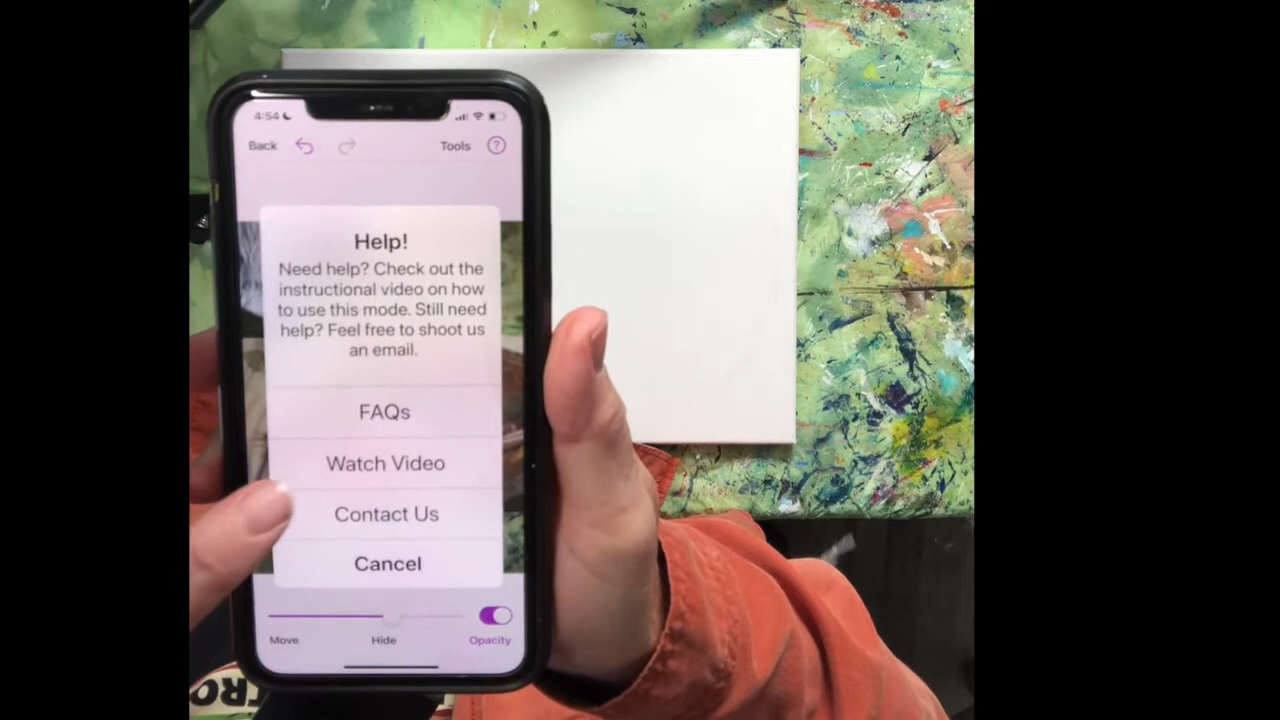 4:54
Back
Tools
?
Help!
Need help? Check out the
instructional video on how
to use this mode. Still need
help? Feel free to shoot us
an email.
FAQs
Watch Video
Contact Us
Cancel
Move
Hide
Opacity